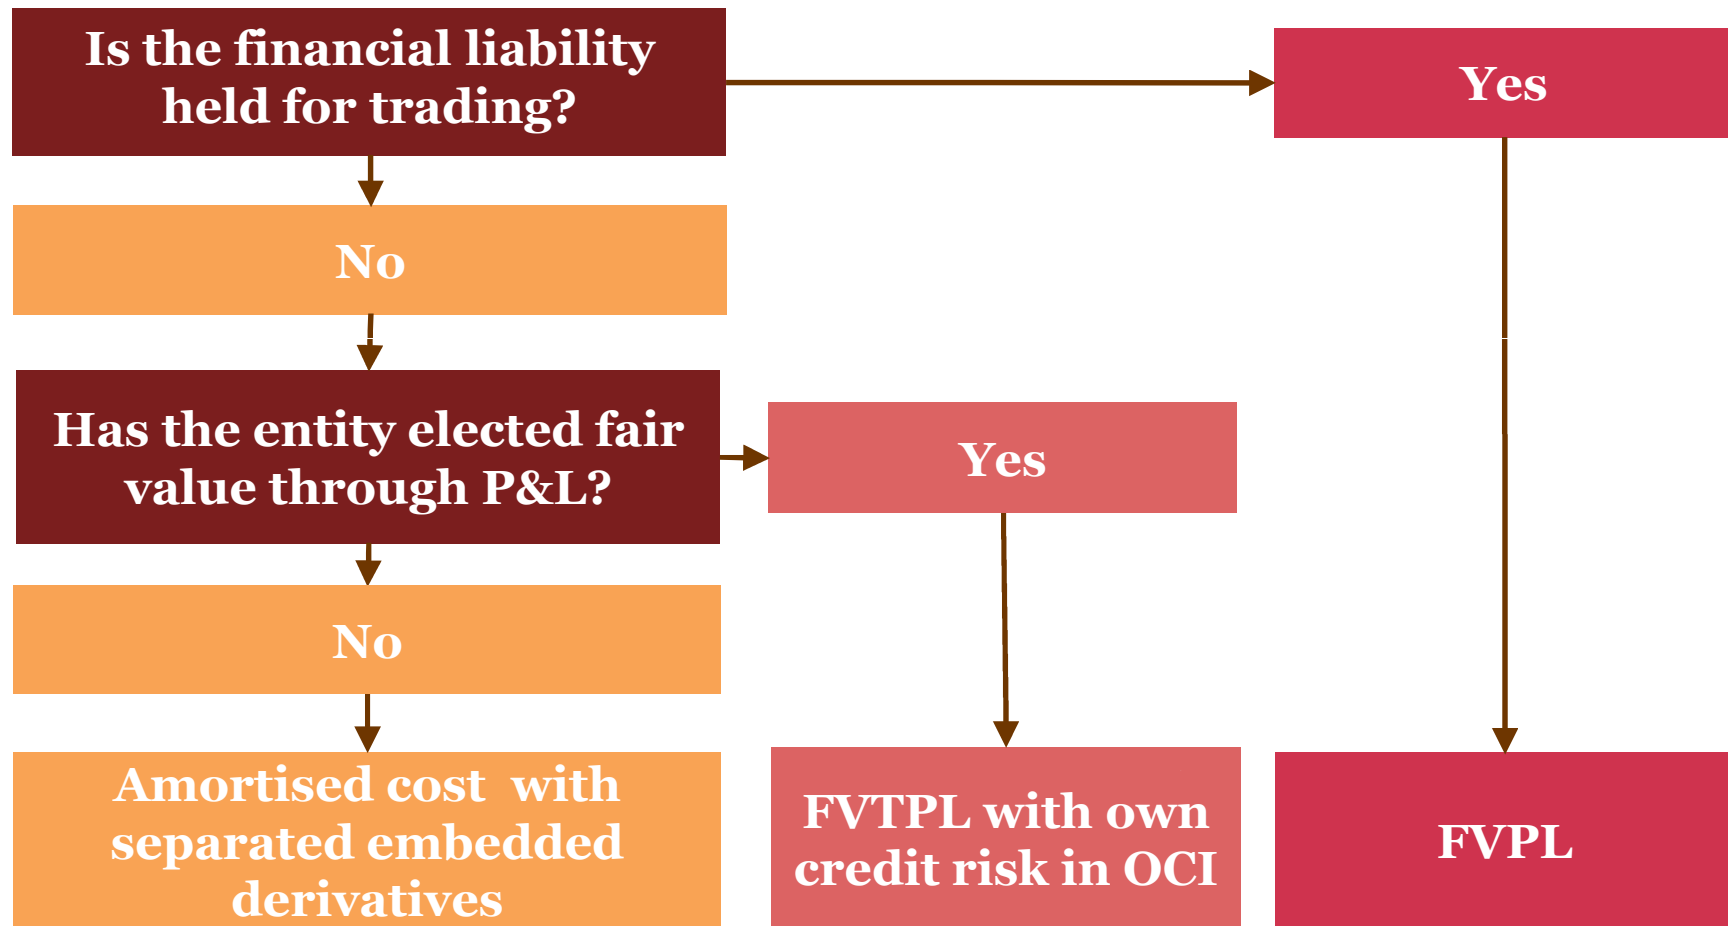 Is the financial liability
held for trading?
Yes
No
Has the entity elected fair
value through P&L?
Yes
No
Amortised cost with
separated embedded
derivatives
FVTPL with own
credit risk in OCI
FVPL